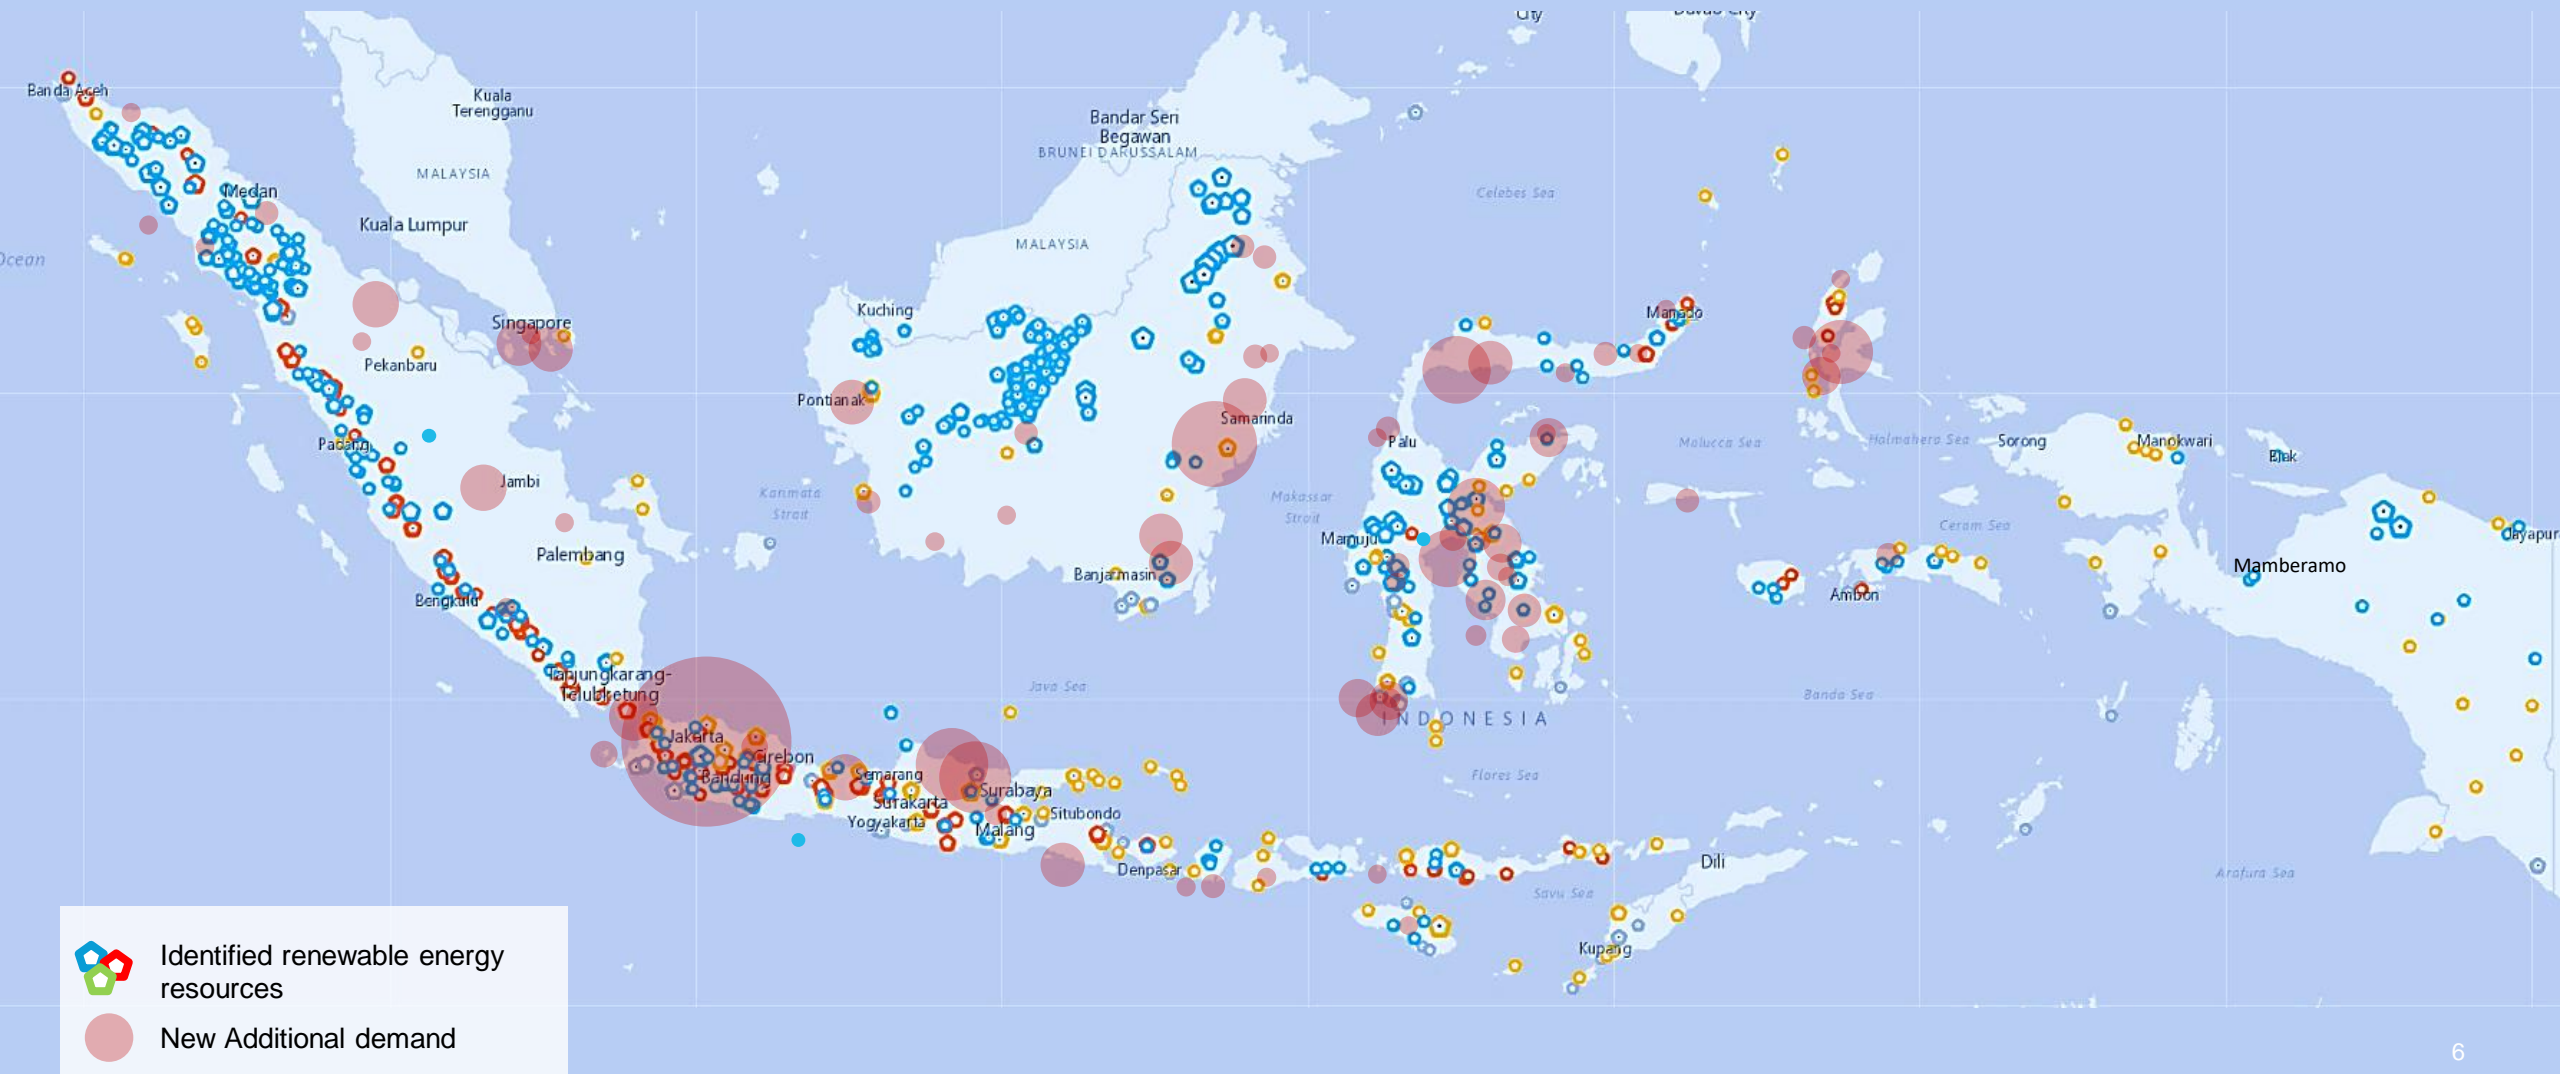 City
Davao City
Banda Aceh
Kuala
Terengganu
Bandar Seri
Begawan
BRUNEI DARUSSALAM
MALAYSIA
Medan
Celebes Sea
Kuala Lumpur
MALAYSIA
Ocean
Kuching
Singapore
Manado
Pekanbaru
Pontianak
Samarinda
Padang
Palu
Molucca Sea
Halmahera Sea
Sorong
Manokwari
Biak
Jambi
Karimata
Strait
Makassar
Strait
Ceram Sea
Jayapur
Mamuju
Palembang
Mamberamo
Banjarmasin
Bengkulu
Ambon
Tanjungkarang-
Telukbetung
Java Sea
Banda Sea
INDONESIA
Jakarta
Cirebon
Bandung
Semarang
Flores Sea
Surabaya
Surakarta
Situbondo
Yogyakarta
Malang
Denpasar
Dili
Arafura Sea
Savu Sea
Kupang
Identified renewable energy
resources
New Additional demand
6